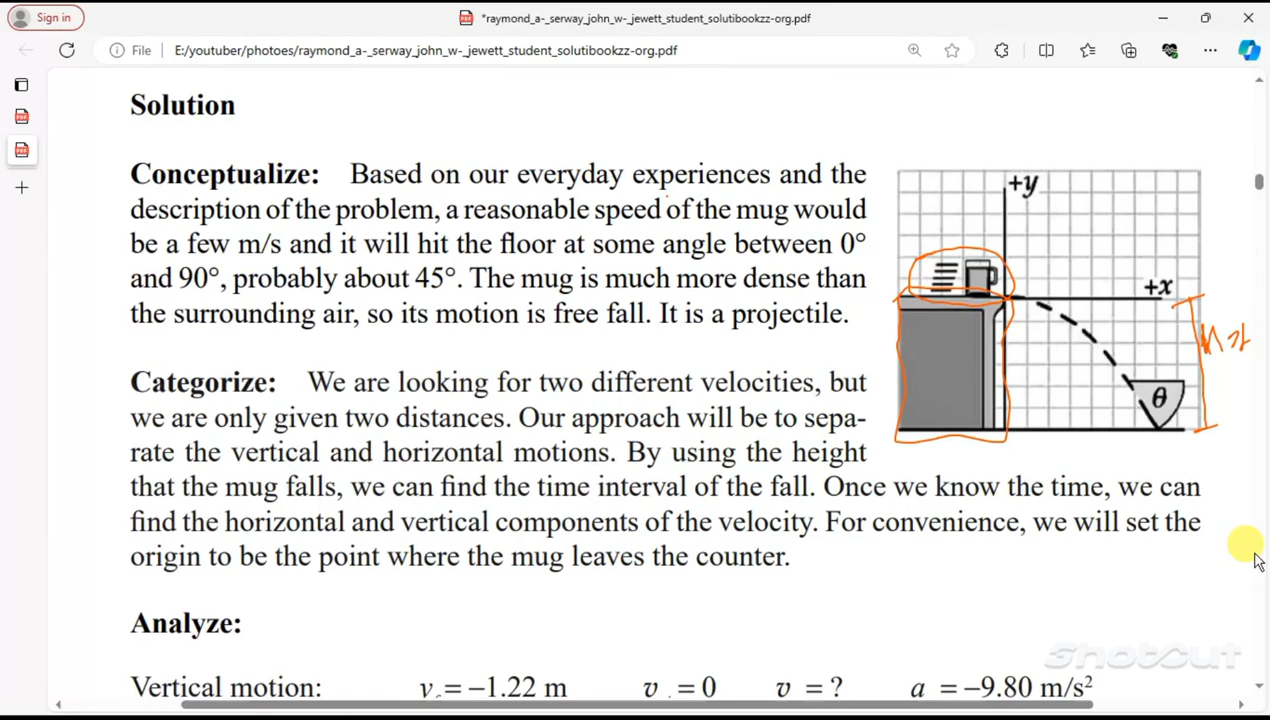 Sign in
*raymond_a-_serway_john_w-_jewett_student_solutibookzz-org.pdf
File
E:/youtuber/photoes/raymond_a-_serway_john_w-_jewett_student_solutibookzz-org.pdf
Solution
Conceptualize: Based on our everyday experiences and the
description of the problem, a reasonable speed of the mug would
be a few m/s and it will hit the floor at some angle between 0°
and 90°, probably about 45°. The mug is much more dense than
the surrounding air, so its motion is free fall. It is a projectile.
+y
+x
θ
Categorize: We are looking for two different velocities, but
we are only given two distances. Our approach will be to sepa-
rate the vertical and horizontal motions. By using the height
that the mug falls, we can find the time interval of the fall. Once we know the time, we can
find the horizontal and vertical components of the velocity. For convenience, we will set the
origin to be the point where the mug leaves the counter.
Analyze:
Vertical motion: y = −1.22 m v = 0 v = ? a = −9.80 m/s²
Shotcut